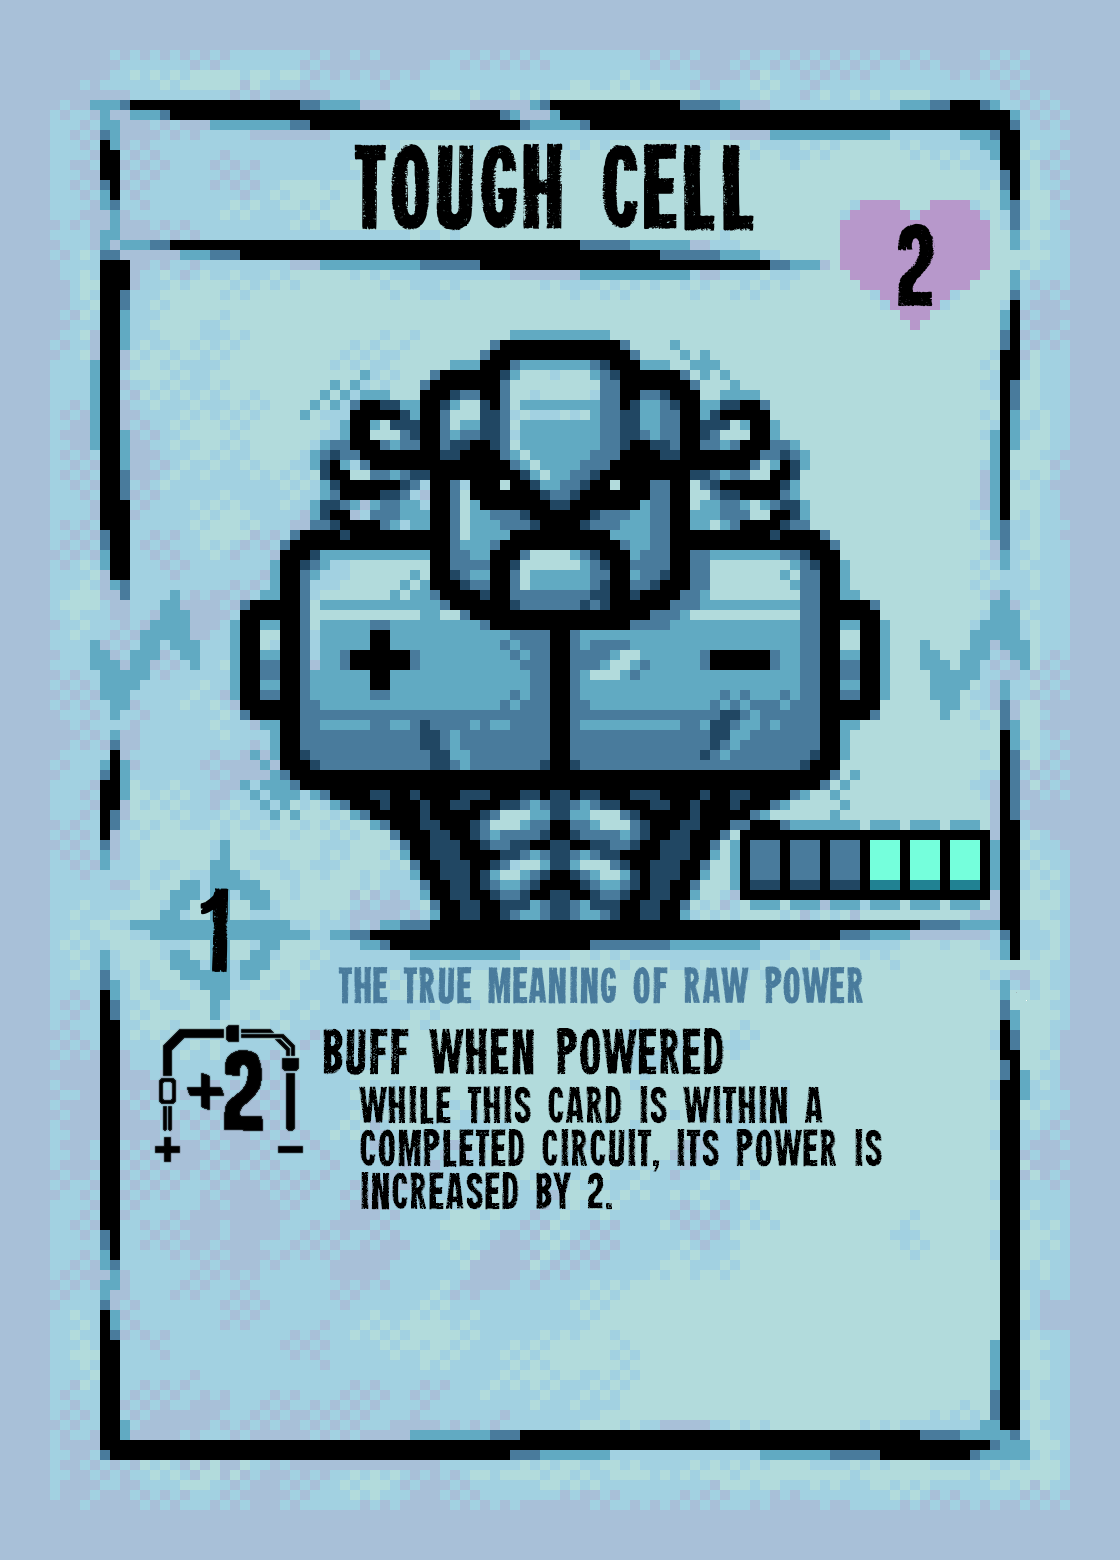 TOUGH CELL
2
+ -
1
THE TRUE MEANING OF RAW POWER
BUFF WHEN POWERED
+2
+ -
WHILE THIS CARD IS WITHIN A
COMPLETED CIRCUIT, ITS POWER IS
INCREASED BY 2.